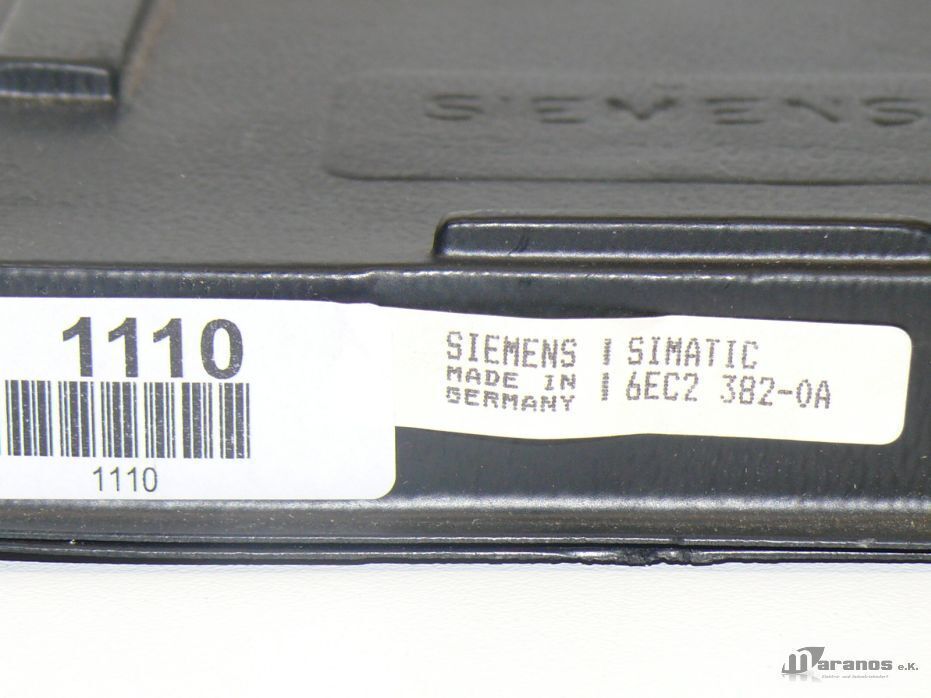 SIEMENS
1110
1110
SIEMENS
MADE IN
GERMANY
SIMATIC
6EC2 382-0A
Maranos e.K.